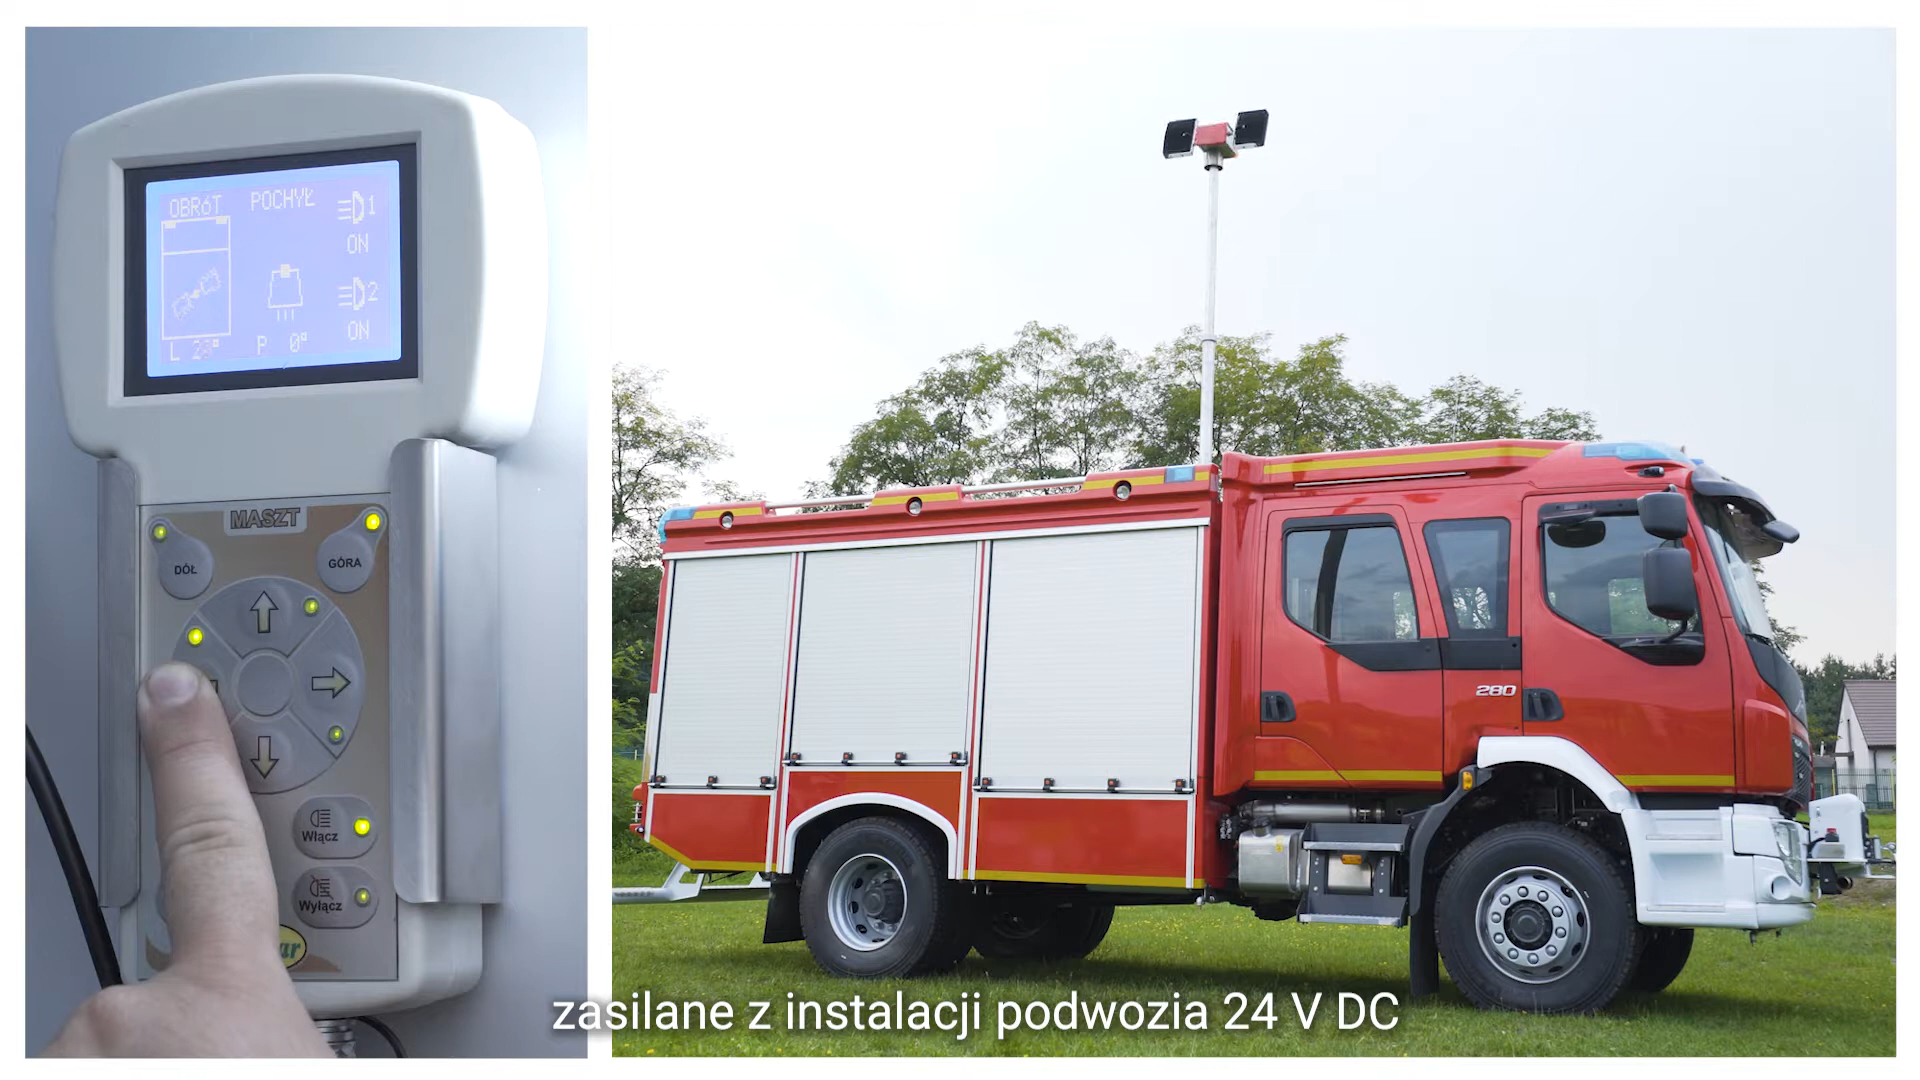 OBRóT POCHYŁ 1
ON
2
ON
L P 0°
MASZT
DÓŁ
GÓRA
Włącz
Wyłącz
280
zasilane z instalacji podwozia 24 V DC